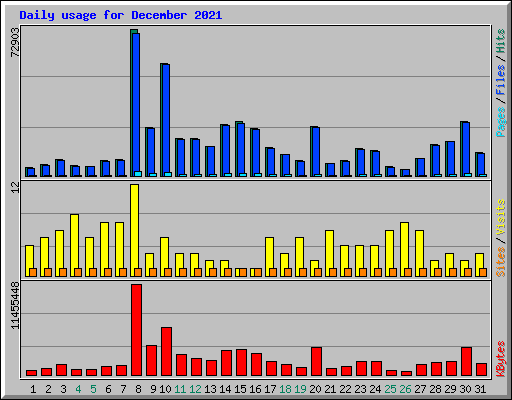 Daily usage for December 2021
72903
Pages / Files / Hits
12
Sites / Visits
11455448
KBytes
1 2 3 4 5 6 7 8 9 10 11 12 13 14 15 16 17 18 19 20 21 22 23 24 25 26 27 28 29 30 31